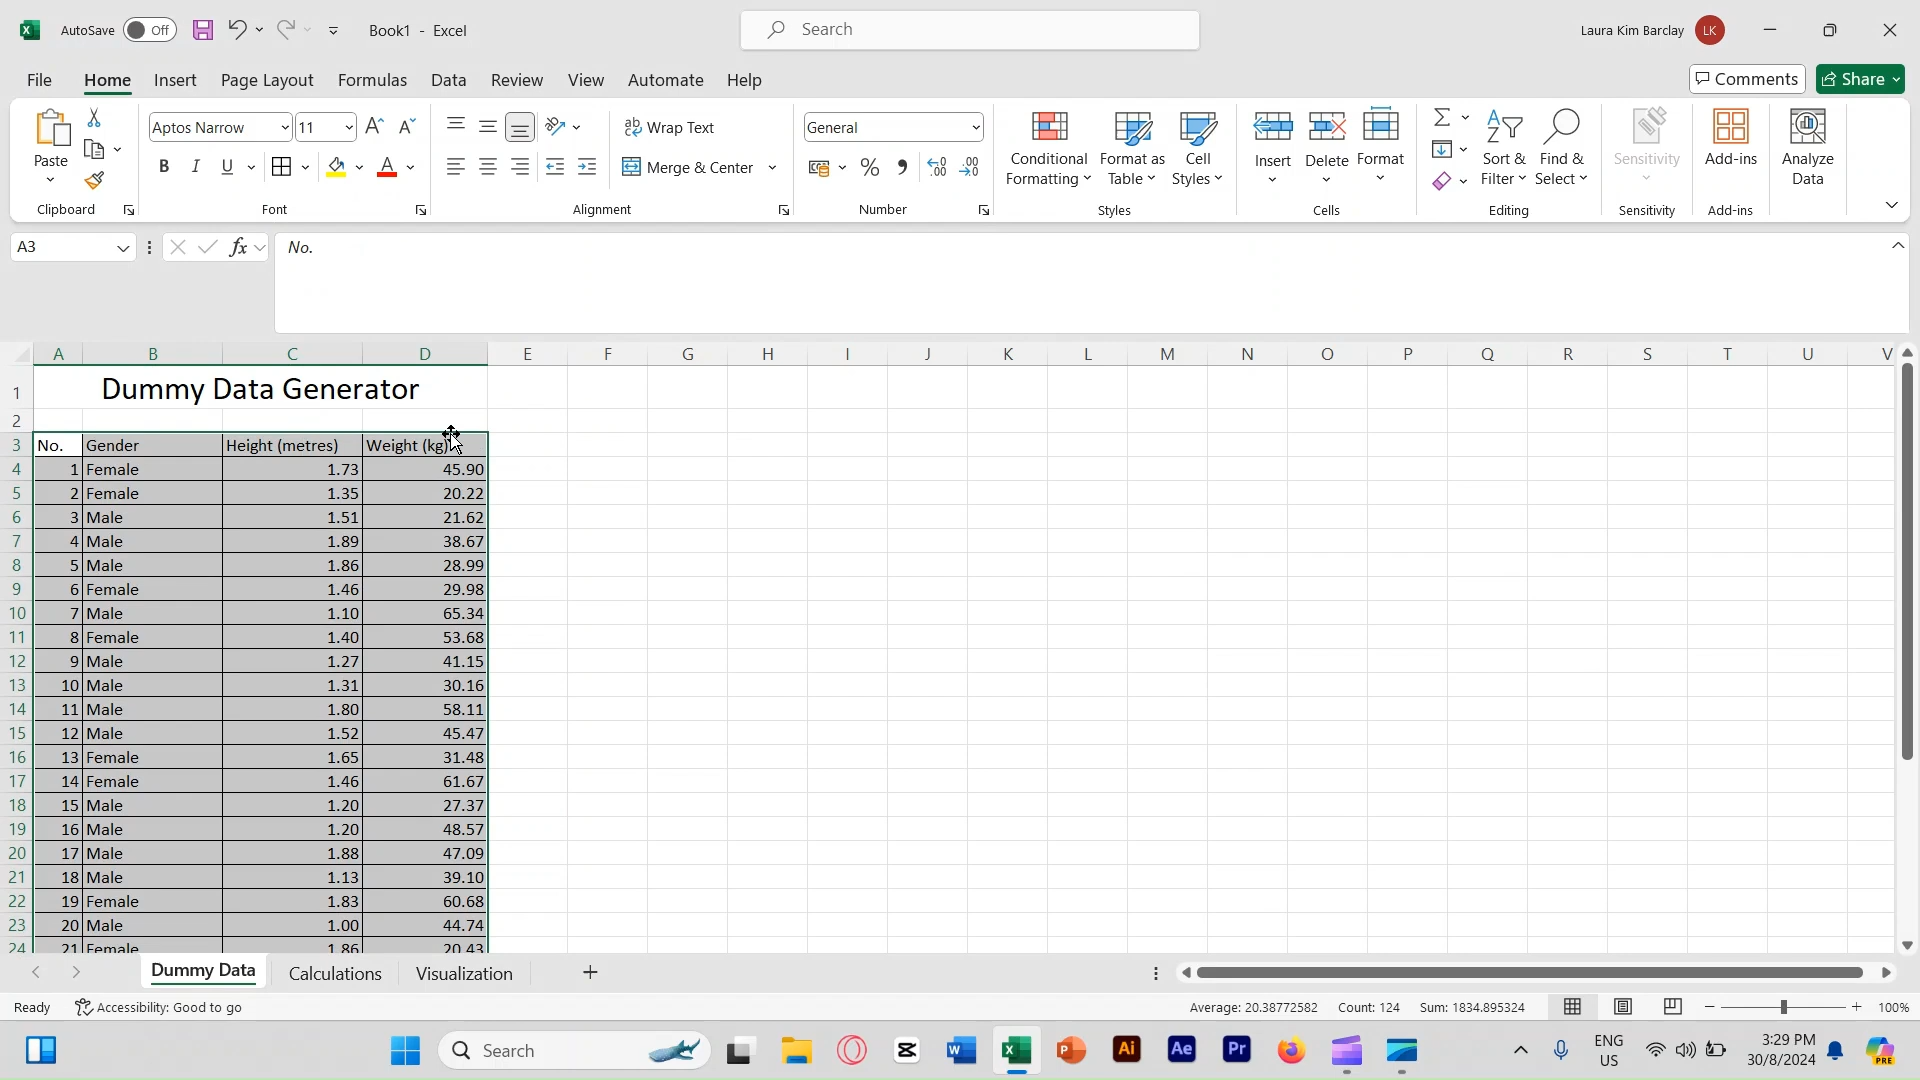 AutoSave Off Book1 - Excel Search Laura Kim Barclay LK
File Home Insert Page Layout Formulas Data Review View Automate Help Comments Share
Paste
Clipboard
Aptos Narrow 11
B I U A
Font
Wrap Text
Merge & Center
Alignment
General
% 9
Number
Conditional Formatting
Format as Table
Cell Styles
Styles
Insert
Delete
Format
Cells
Sort & Filter
Find & Select
Editing
Sensitivity
Sensitivity
Add-ins
Add-ins
Analyze Data
A3 fx No.
A B C D E F G H I J K L M N O P Q R S T U V
1 Dummy Data Generator
2
3 No. Gender Height (metres) Weight (kg)
4 1 Female 1.73 45.90
5 2 Female 1.35 20.22
6 3 Male 1.51 21.62
7 4 Male 1.89 38.67
8 5 Male 1.86 28.99
9 6 Female 1.46 29.98
10 7 Male 1.10 65.34
11 8 Female 1.40 53.68
12 9 Male 1.27 41.15
13 10 Male 1.31 30.16
14 11 Male 1.80 58.11
15 12 Male 1.52 45.47
16 13 Female 1.65 31.48
17 14 Female 1.46 61.67
18 15 Male 1.20 27.37
19 16 Male 1.20 48.57
20 17 Male 1.88 47.09
21 18 Male 1.13 39.10
22 19 Female 1.83 60.68
23 20 Male 1.00 44.74
24 21 Female 1.86 20.43
Dummy Data Calculations Visualization +
Ready Accessibility: Good to go Average: 20.38772582 Count: 124 Sum: 1834.895324 100%
Search Ai Ae Pr ENG US 3:29 PM 30/8/2024 PRE